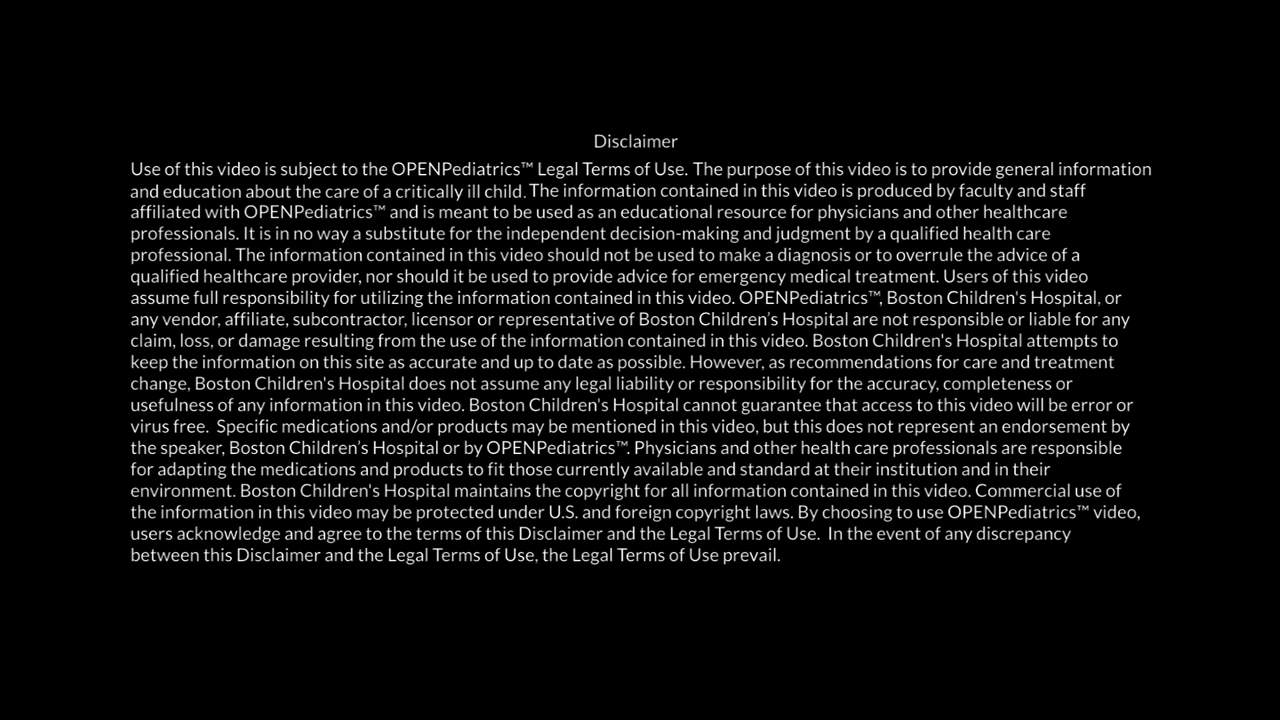 Disclaimer
Use of this video is subject to the OPENPediatrics™ Legal Terms of Use. The purpose of this video is to provide general information
and education about the care of a critically ill child. The information contained in this video is produced by faculty and staff
affiliated with OPENPediatrics™ and is meant to be used as an educational resource for physicians and other healthcare
professionals. It is in no way a substitute for the independent decision-making and judgment by a qualified health care
professional. The information contained in this video should not be used to make a diagnosis or to overrule the advice of a
qualified healthcare provider, nor should it be used to provide advice for emergency medical treatment. Users of this video
assume full responsibility for utilizing the information contained in this video. OPENPediatrics™, Boston Children's Hospital, or
any vendor, affiliate, subcontractor, licensor or representative of Boston Children’s Hospital are not responsible or liable for any
claim, loss, or damage resulting from the use of the information contained in this video. Boston Children's Hospital attempts to
keep the information on this site as accurate and up to date as possible. However, as recommendations for care and treatment
change, Boston Children's Hospital does not assume any legal liability or responsibility for the accuracy, completeness or
usefulness of any information in this video. Boston Children's Hospital cannot guarantee that access to this video will be error or
virus free.  Specific medications and/or products may be mentioned in this video, but this does not represent an endorsement by
the speaker, Boston Children’s Hospital or by OPENPediatrics™. Physicians and other health care professionals are responsible
for adapting the medications and products to fit those currently available and standard at their institution and in their
environment. Boston Children's Hospital maintains the copyright for all information contained in this video. Commercial use of
the information in this video may be protected under U.S. and foreign copyright laws. By choosing to use OPENPediatrics™ video,
users acknowledge and agree to the terms of this Disclaimer and the Legal Terms of Use.  In the event of any discrepancy
between this Disclaimer and the Legal Terms of Use, the Legal Terms of Use prevail.